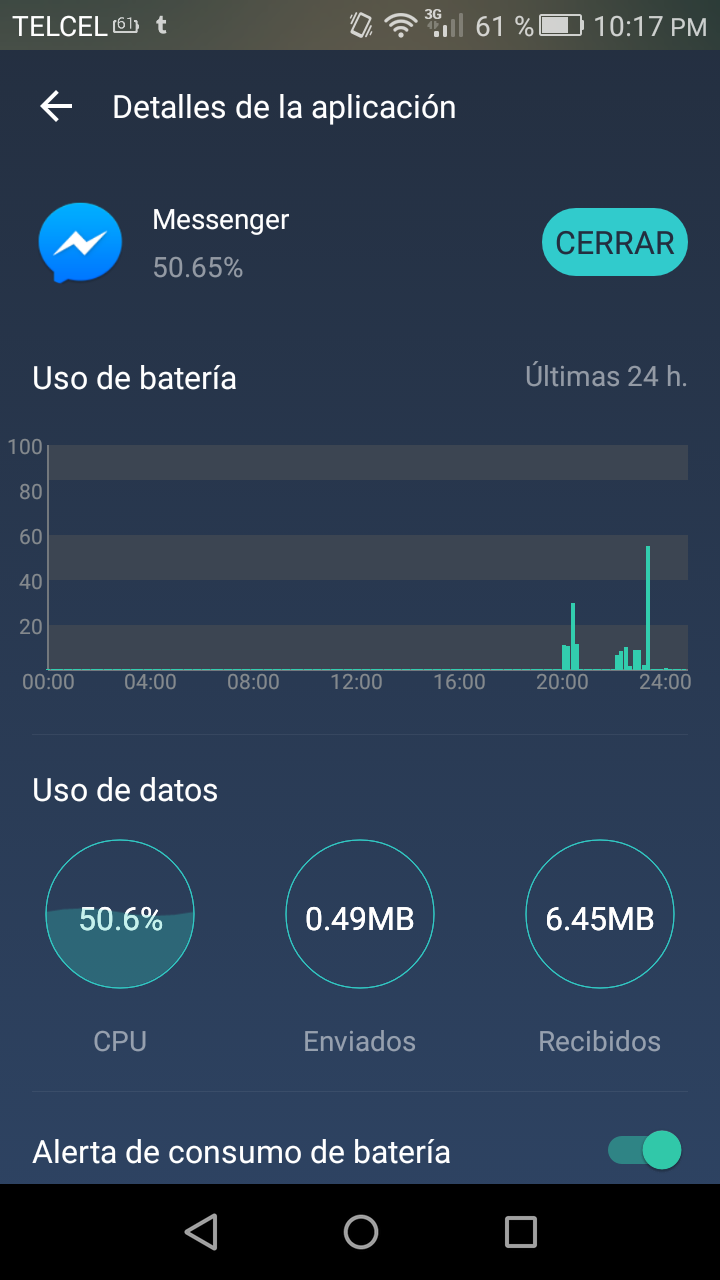 TELCEL 61 t 3G 61 % 10:17 PM
Detalles de la aplicación
Messenger
50.65%
CERRAR
Uso de batería
Últimas 24 h.
100
80
60
40
20
00:00 04:00 08:00 12:00 16:00 20:00 24:00
Uso de datos
50.6% 0.49MB 6.45MB
CPU Enviados Recibidos
Alerta de consumo de batería